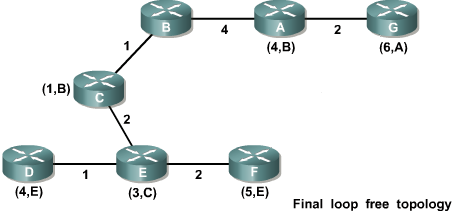 B
4
A
2
G
(4,B)
(6,A)
1
(1,B)
C
2
D
1
E
2
F
(4,E)
(3,C)
(5,E)
Final loop free topology